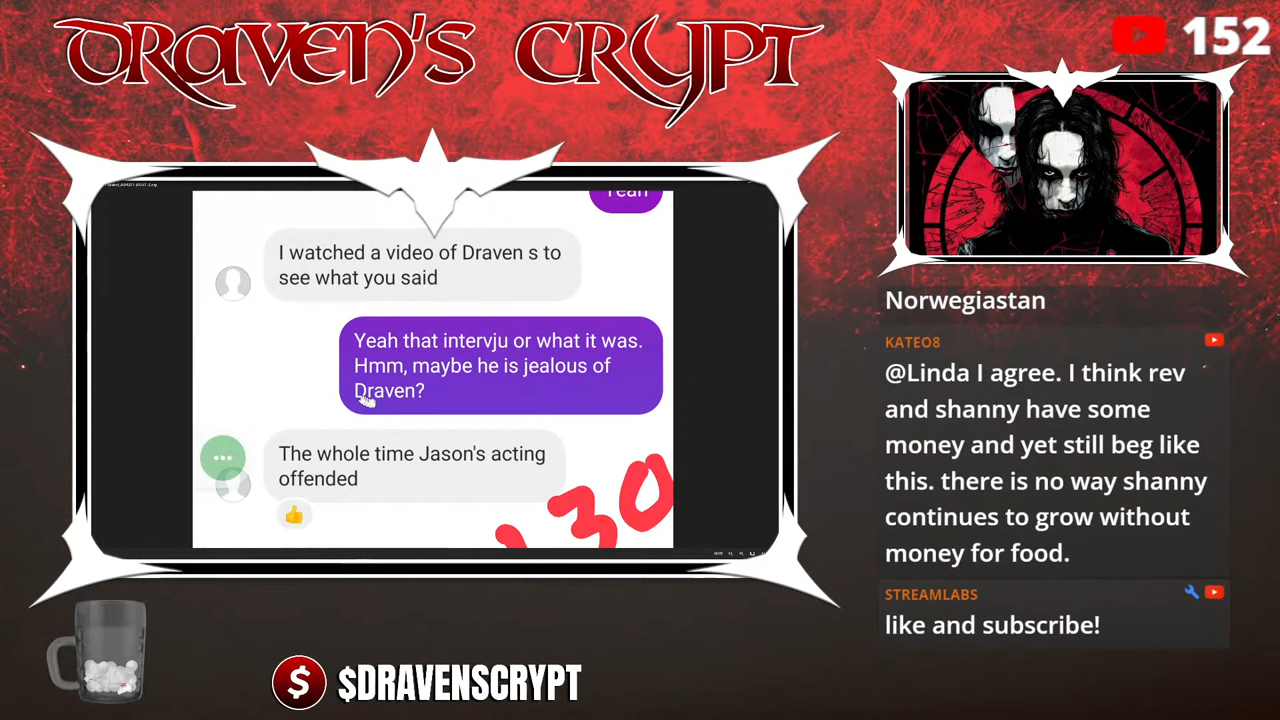 DRAVEN'S CRYPT
152
Yeah
I watched a video of Draven s to
see what you said
Yeah that intervju or what it was.
Hmm, maybe he is jealous of
Draven?
The whole time Jason's acting
offended
130
$ $DRAVENSCRYPT
Norwegiastan
KATEO8
@Linda I agree. I think rev
and shanny have some
money and yet still beg like
this. there is no way shanny
continues to grow without
money for food.
STREAMLABS
like and subscribe!